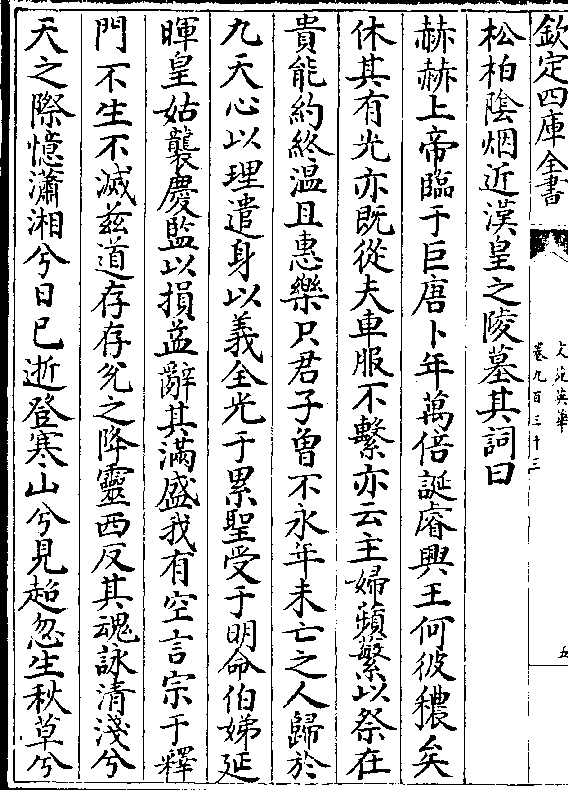 欽定四庫全書
文苑英華
卷九百三十三
五
松柏陰烟近漢皇之陵墓其詞曰
赫赫上帝臨于巨唐卜年萬倍誕睿興王何彼穠矣
休其有光亦既從夫車服不繫亦云主婦蘋蘩以祭在
貴能約終溫且惠樂只君子曾不永年未亡之人歸於
九天心以理遣身以義全光于累聖受于明命伯娣延
暉皇姑襲慶監以損益辭其滿盛我有空言宗于釋
門不生不滅兹道存存兊之降靈西反其魂詠清淺兮
天之際憶瀟湘兮日已逝登寒山兮見超忽生秋草兮